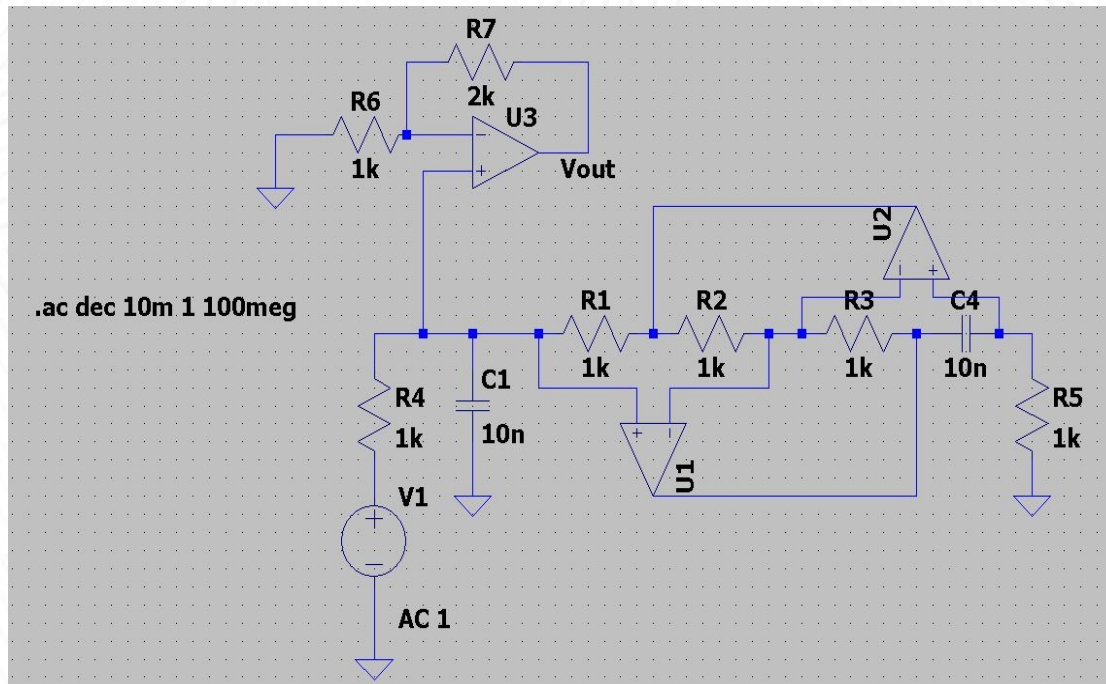 R7
2k
U3
R6
1k
Vout
U2
.ac dec 10m 1 100meg
R1
R2
R3
C4
1k
1k
1k
10n
C1
10n
R4
1k
R5
1k
U1
V1
AC 1